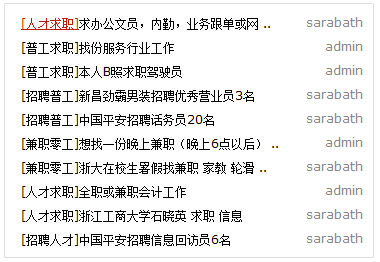 [人才求职]求办公文员，内勤，业务跟单或网 .. sarabath
[普工求职]找份服务行业工作 admin
[普工求职]本人B照求驾驶员 admin
[招聘普工]新昌劲霸男装招聘优秀营业员3名 sarabath
[招聘普工]中国平安招聘话务员20名 sarabath
[兼职零工]想找一份晚上兼职（晚上6点以后） .. admin
[兼职零工]浙大在校生暑假找兼职 家教 轮滑 .. sarabath
[人才求职]全职或兼职会计工作 admin
[人才求职]浙江工商大学石晓英 求职 信息 sarabath
[招聘人才]中国平安招聘信息回访员6名 sarabath